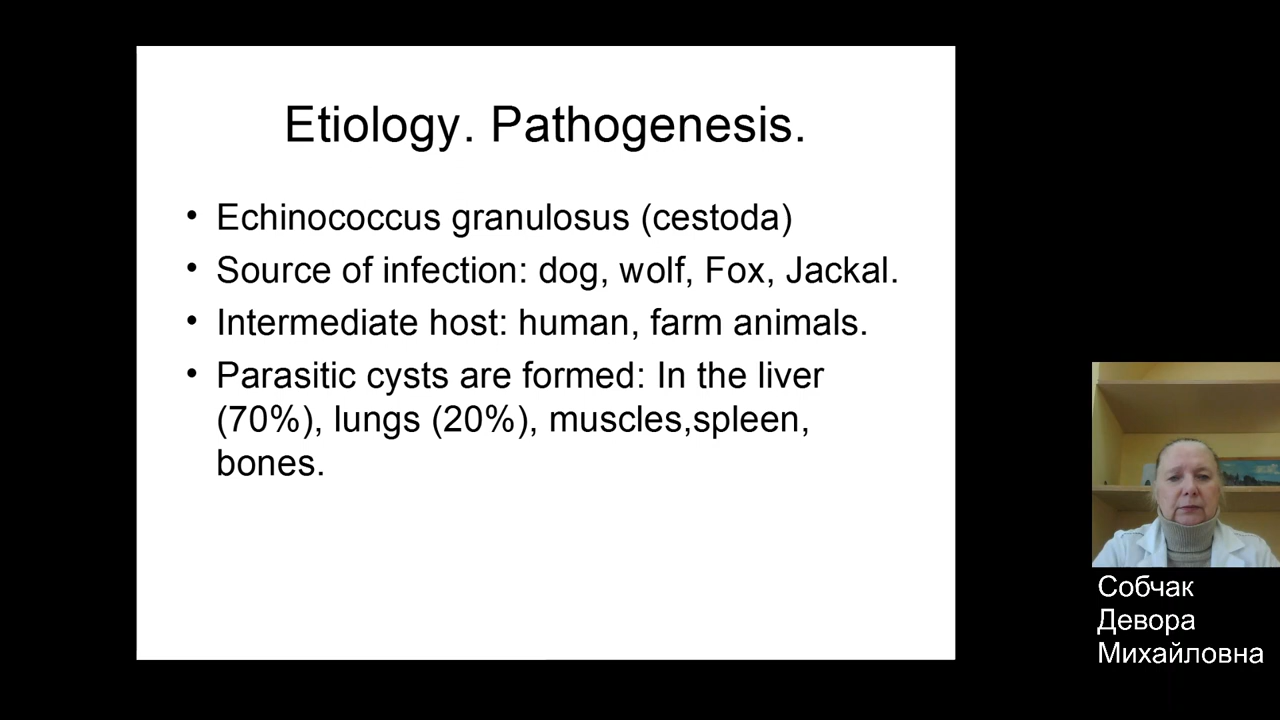 Etiology. Pathogenesis.
• Echinococcus granulosus (cestoda)
• Source of infection: dog, wolf, Fox, Jackal.
• Intermediate host: human, farm animals.
• Parasitic cysts are formed: In the liver
(70%), lungs (20%), muscles,spleen,
bones.
Собчак
Девора
Михайловна